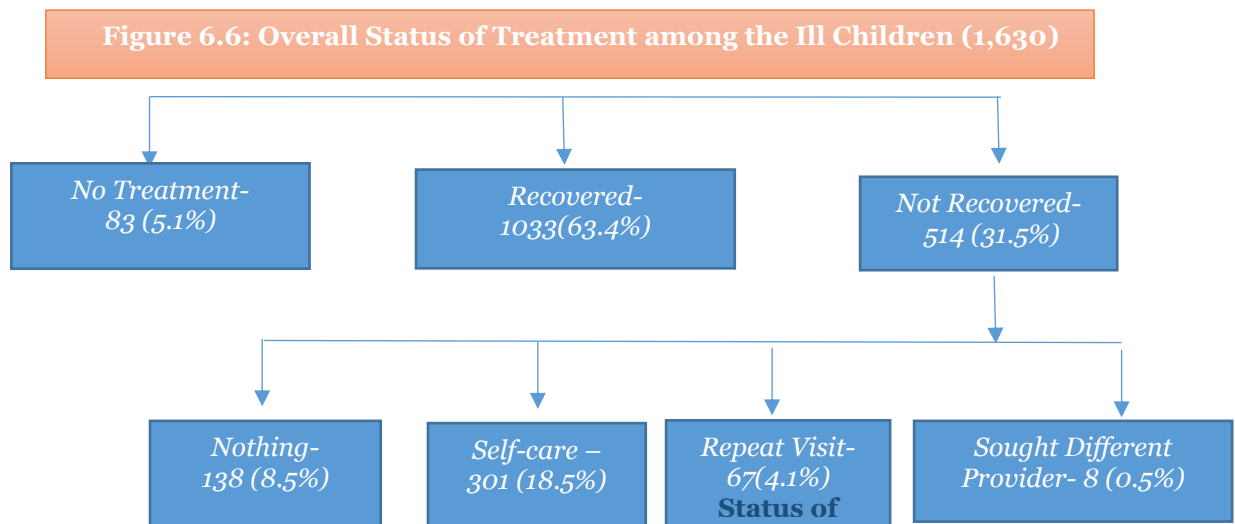 Figure 6.6: Overall Status of Treatment among the Ill Children (1,630)
No Treatment-
83 (5.1%)
Recovered-
1033(63.4%)
Not Recovered-
514 (31.5%)
Nothing-
138 (8.5%)
Self-care –
301 (18.5%)
Repeat Visit-
67(4.1%)
Status of
Sought Different
Provider- 8 (0.5%)